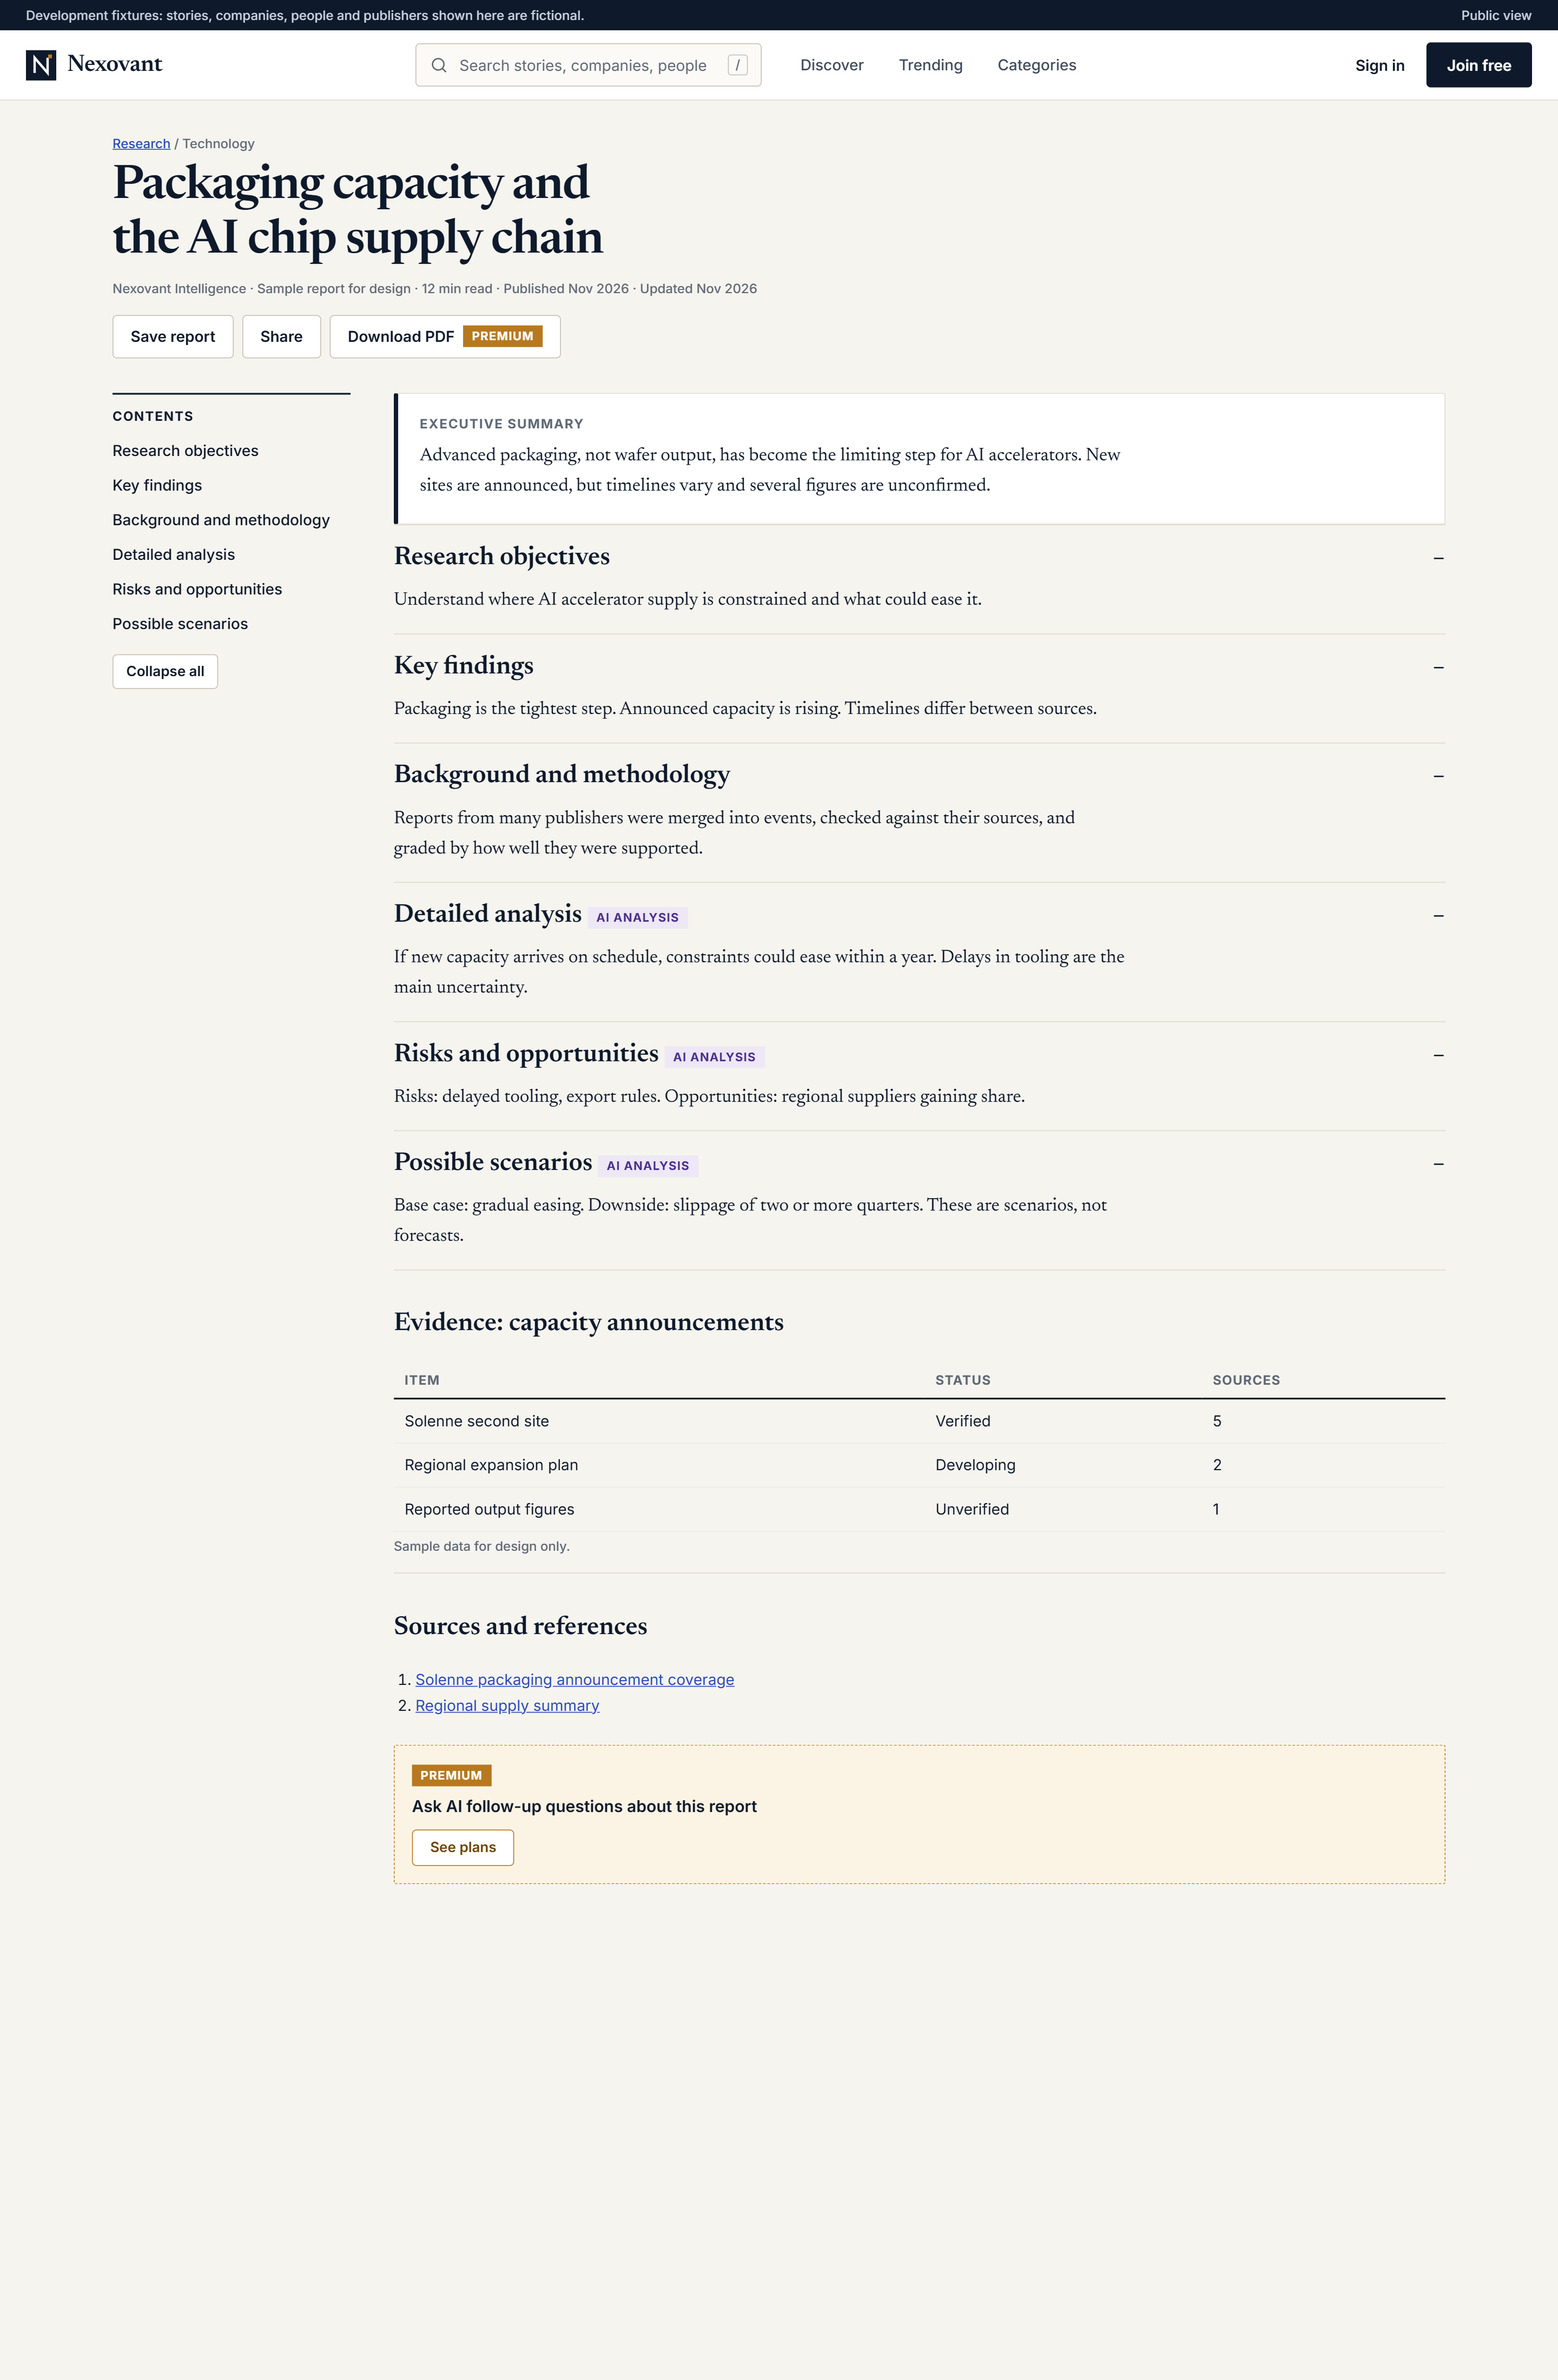 Development fixtures: stories, companies, people and publishers shown here are fictional.
Public view
N Nexovant
Search stories, companies, people /
Discover
Trending
Categories
Sign in
Join free
Research / Technology
Packaging capacity and
the AI chip supply chain
Nexovant Intelligence · Sample report for design · 12 min read · Published Nov 2026 · Updated Nov 2026
Save report
Share
Download PDF PREMIUM
CONTENTS
Research objectives
Key findings
Background and methodology
Detailed analysis
Risks and opportunities
Possible scenarios
Collapse all
EXECUTIVE SUMMARY
Advanced packaging, not wafer output, has become the limiting step for AI accelerators. New
sites are announced, but timelines vary and several figures are unconfirmed.
Research objectives –
Understand where AI accelerator supply is constrained and what could ease it.
Key findings –
Packaging is the tightest step. Announced capacity is rising. Timelines differ between sources.
Background and methodology –
Reports from many publishers were merged into events, checked against their sources, and
graded by how well they were supported.
Detailed analysis AI ANALYSIS –
If new capacity arrives on schedule, constraints could ease within a year. Delays in tooling are the
main uncertainty.
Risks and opportunities AI ANALYSIS –
Risks: delayed tooling, export rules. Opportunities: regional suppliers gaining share.
Possible scenarios AI ANALYSIS –
Base case: gradual easing. Downside: slippage of two or more quarters. These are scenarios, not
forecasts.
Evidence: capacity announcements
ITEM STATUS SOURCES
Solenne second site Verified 5
Regional expansion plan Developing 2
Reported output figures Unverified 1
Sample data for design only.
Sources and references
1. Solenne packaging announcement coverage
2. Regional supply summary
PREMIUM
Ask AI follow-up questions about this report
See plans